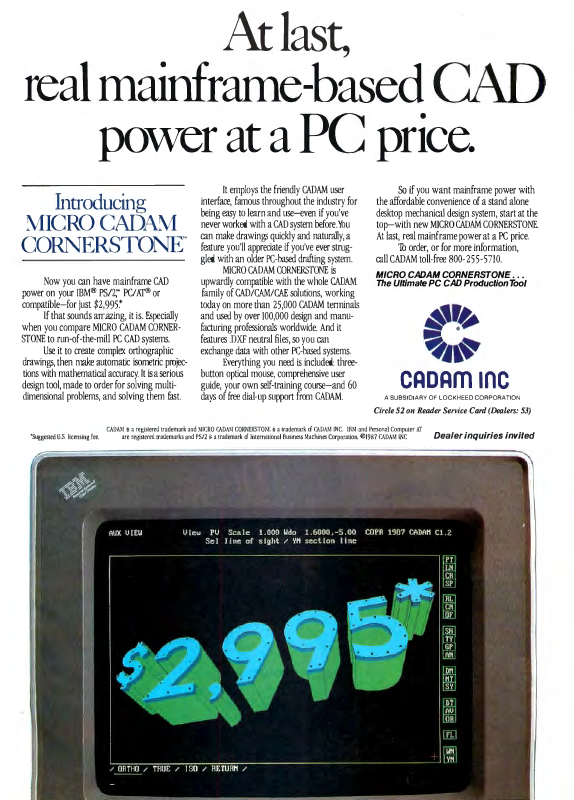 At last,
real mainframe-based CAD
power at a PC price.
Introducing
MICRO CADAM
CORNERSTONE™
Now you can have mainframe CAD
power on your IBM® PS/2,™ PC/AT® or
compatible—for just $2,995.*
If that sounds amazing, it is. Especially
when you compare MICRO CADAM CORNER-
STONE to run-of-the-mill PC CAD systems.
Use it to create complex orthographic
drawings, then make automatic isometric projec-
tions with mathematical accuracy. It is a serious
design tool, made to order for solving multi-
dimensional problems, and solving them fast.
It employs the friendly CADAM user
interface, famous throughout the industry for
being easy to learn and use—even if you've
never worked with a CAD system before. You
can make drawings quickly and naturally, a
feature you'll appreciate if you've ever strug-
gled with an older PC-based drafting system.
MICRO CADAM CORNERSTONE is
upwardly compatible with the whole CADAM
family of CAD/CAM/CAE solutions, working
today on more than 25,000 CADAM terminals
and used by over 100,000 design and manu-
facturing professionals worldwide. And it
features .DXF neutral files, so you can
exchange data with other PC-based systems.
Everything you need is included: three-
button optical mouse, comprehensive user
guide, your own self-training course—and 60
days of free dial-up support from CADAM.
So if you want mainframe power with
the affordable convenience of a stand alone
desktop mechanical design system, start at the
top—with new MICRO CADAM CORNERSTONE.
At last, real mainframe power at a PC price.
To order, or for more information,
call CADAM toll-free 800-255-5710.
MICRO CADAM CORNERSTONE . . .
The Ultimate PC CAD Production Tool
CADAM INC
A SUBSIDIARY OF LOCKHEED CORPORATION
Circle 52 on Reader Service Card (Dealers: 53)
*Suggested U.S. licensing fee.
CADAM is a registered trademark and MICRO CADAM CORNERSTONE is a trademark of CADAM INC. IBM and Personal Computer AT
are registered trademarks and PS/2 is a trademark of International Business Machines Corporation. ©1987 CADAM INC
Dealer inquiries invited
IBM
AUX VIEW View PV Scale 1.000 Wdo 1.6000,-5.00 COPR 1987 CADAM C1.2
Sel line of sight / YM section line
PT
LN
CR
SP
RL
CN
OF
SH
TY
GP
AN
DM
MT
SY
DT
AV
OR
FL
WM
YN
$2,995*
/ ORTHO / TRUE / ISO / RETURN /